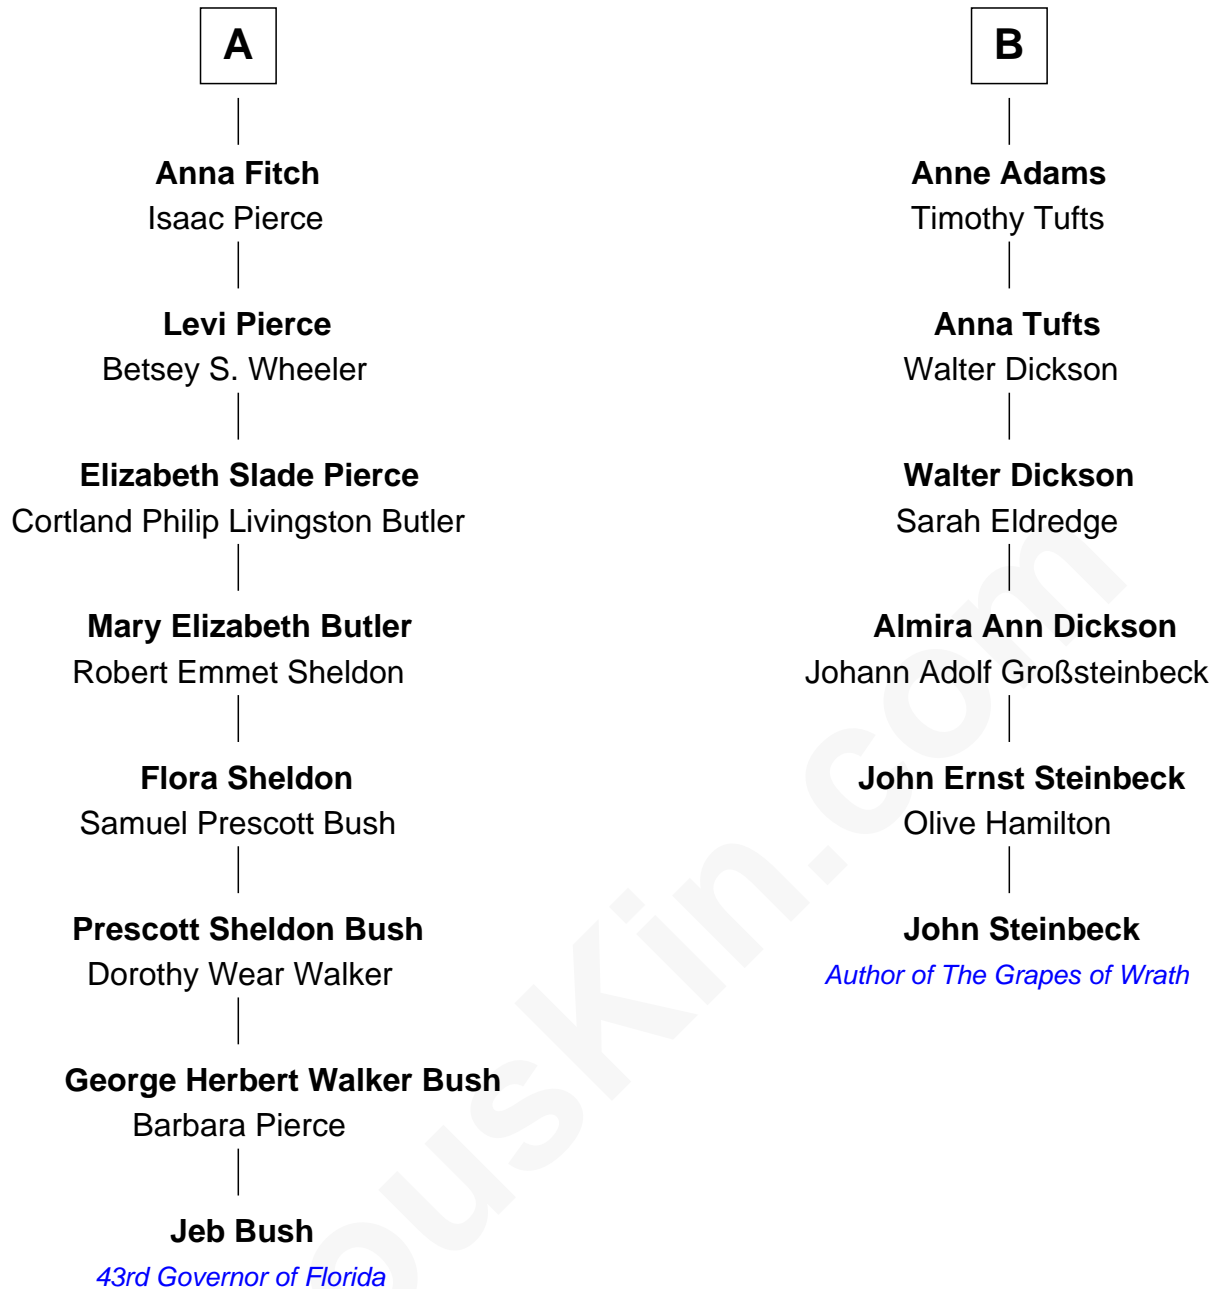 A
Anna Fitch
Isaac Pierce
Levi Pierce
Betsey S. Wheeler
Elizabeth Slade Pierce
Cortland Philip Livingston Butler
Mary Elizabeth Butler
Robert Emmet Sheldon
Flora Sheldon
Samuel Prescott Bush
Prescott Sheldon Bush
Dorothy Wear Walker
George Herbert Walker Bush
Barbara Pierce
Jeb Bush
43rd Governor of Florida
B
Anne Adams
Timothy Tufts
Anna Tufts
Walter Dickson
Walter Dickson
Sarah Eldredge
Almira Ann Dickson
Johann Adolf Großsteinbeck
John Ernst Steinbeck
Olive Hamilton
John Steinbeck
Author of The Grapes of Wrath
ousKin.com